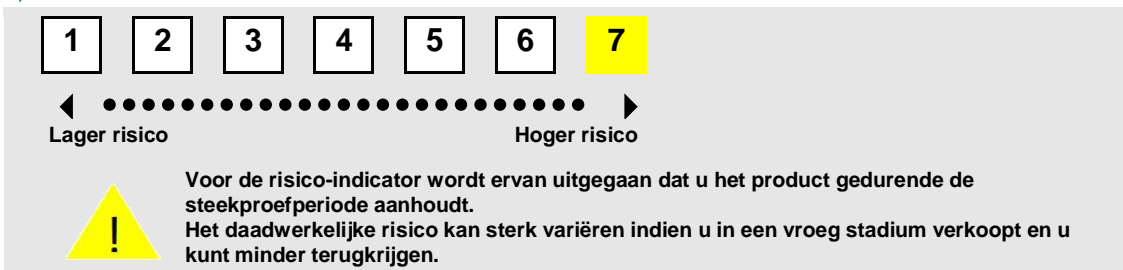 1 2 3 4 5 6 7
Lager risico Hoger risico
Voor de risico-indicator wordt ervan uitgegaan dat u het product gedurende de
steekproefperiode aanhoudt.
Het daadwerkelijke risico kan sterk variëren indien u in een vroeg stadium verkoopt en u
kunt minder terugkrijgen.
!